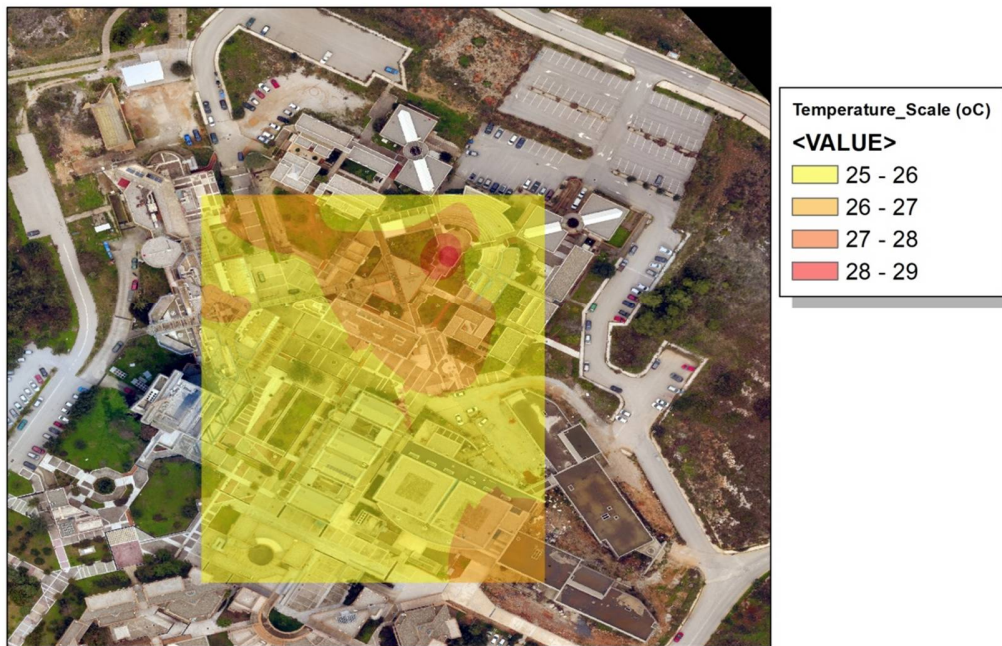 Temperature_Scale (oC)
<VALUE>
25 - 26
26 - 27
27 - 28
28 - 29